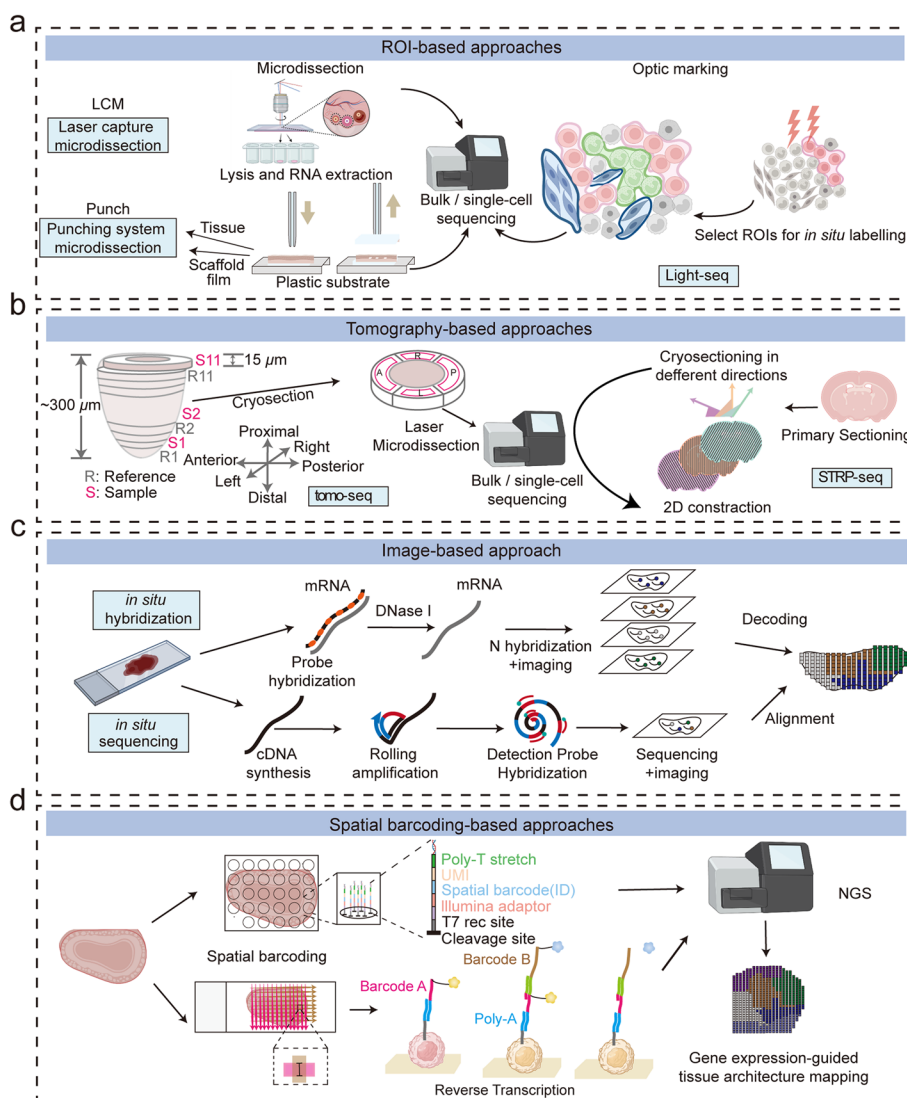 a
ROI-based approaches
Microdissection
Optic marking
LCM
Laser capture
microdissection
Lysis and RNA extraction
Bulk / single-cell
sequencing
Punch
Punching system
microdissection
Tissue
Scaffold
film
Plastic substrate
Select ROIs for in situ labelling
Light-seq
b
Tomography-based approaches
~300 µm
S11
15 µm
R11
S2
R2
S1
R1
R: Reference
S: Sample
Cryosection
Proximal
Right
Anterior
Posterior
Left
Distal
tomo-seq
R
A
P
L
Laser
Microdissection
Bulk / single-cell
sequencing
Cryosectioning in
defferent directions
Primary Sectioning
STRP-seq
2D constraction
c
Image-based approach
in situ
hybridization
mRNA
DNase I
mRNA
Probe
hybridization
N hybridization
+imaging
Decoding
in situ
sequencing
cDNA
synthesis
Rolling
amplification
Detection Probe
Hybridization
Sequencing
+imaging
Alignment
d
Spatial barcoding-based approaches
Poly-T stretch
UMI
Spatial barcode(ID)
Illumina adaptor
T7 rec site
Cleavage site
NGS
Spatial barcoding
Barcode A
Barcode B
Poly-A
Reverse Transcription
Gene expression-guided
tissue architecture mapping